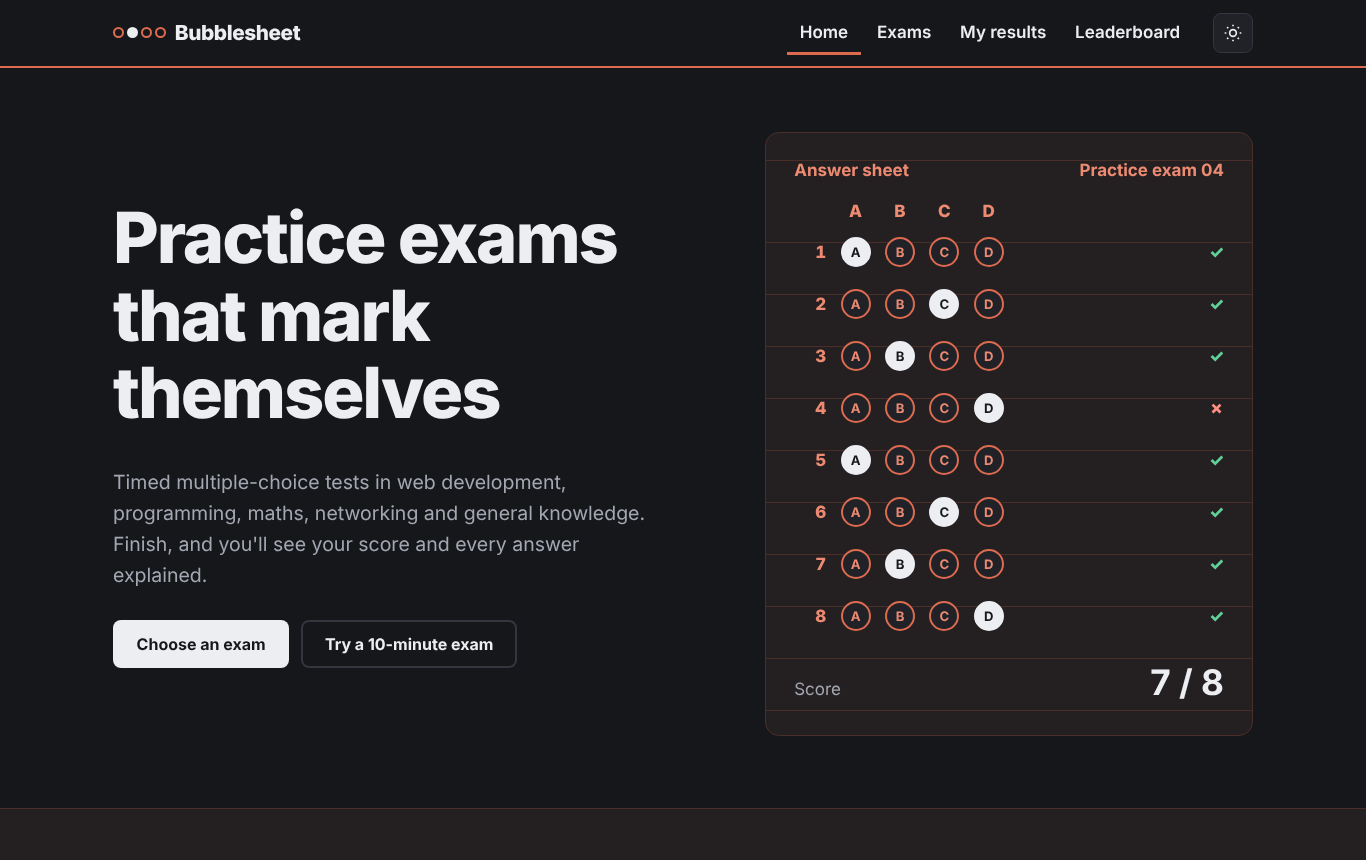 Bubblesheet
Home Exams My results Leaderboard
Practice exams
that mark
themselves
Timed multiple-choice tests in web development,
programming, maths, networking and general knowledge.
Finish, and you'll see your score and every answer
explained.
Choose an exam Try a 10-minute exam
Answer sheet Practice exam 04
A B C D
1 A B C D
2 A B C D
3 A B C D
4 A B C D
5 A B C D
6 A B C D
7 A B C D
8 A B C D
Score 7 / 8